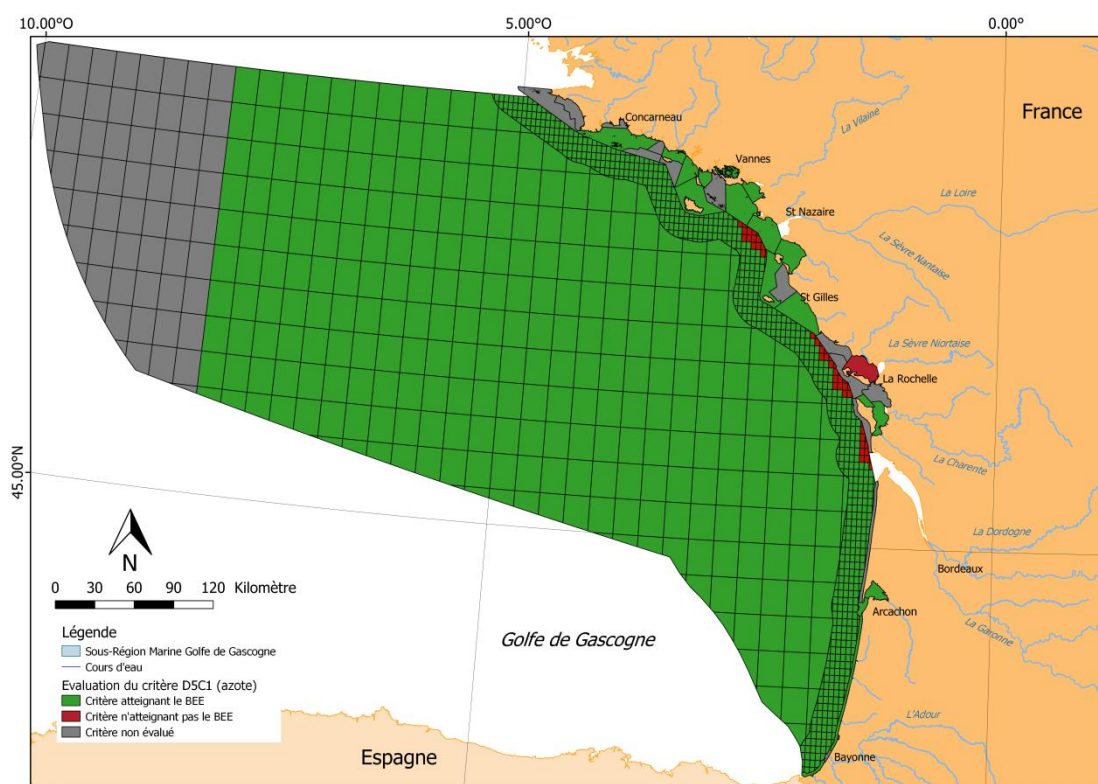 10.00°O
5.00°O
0.00°
Concarneau
France
La Vilaine
Vannes
La Loire
St Nazaire
La Sèvre Nantaise
St Gilles
La Sèvre Niortaise
La Rochelle
45.00°N
La Charente
N
La Dordogne
0 30 60 90 120 Kilomètre
Bordeaux
Arcachon
La Garonne
Golfe de Gascogne
Légende
Sous-Région Marine Golfe de Gascogne
Cours d'eau
Evaluation du critère D5C1 (azote)
Critère atteignant le BEE
Critère n'atteignant pas le BEE
Critère non évalué
L'Adour
Espagne
Bayonne